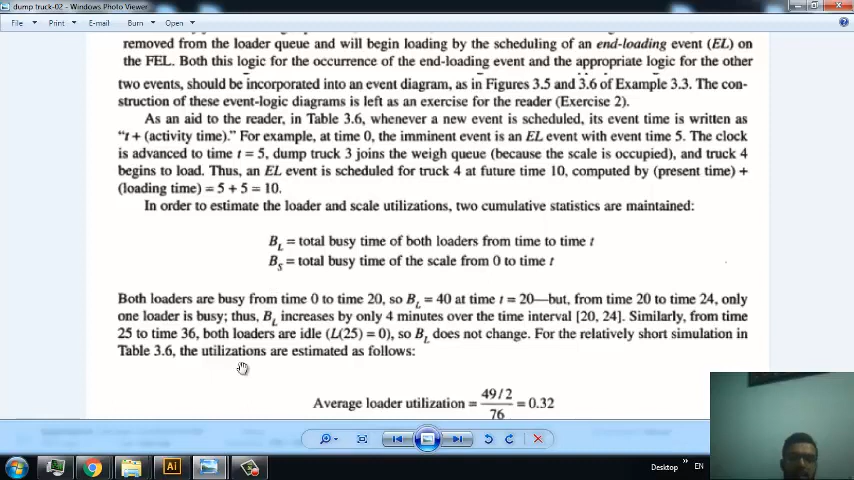 dump truck-02 - Windows Photo Viewer
File Print E-mail Burn Open
removed from the loader queue and will begin loading by the scheduling of an end-loading event (EL) on
the FEL. Both this logic for the occurrence of the end-loading event and the appropriate logic for the other
two events, should be incorporated into an event diagram, as in Figures 3.5 and 3.6 of Example 3.3. The con-
struction of these event-logic diagrams is left as an exercise for the reader (Exercise 2).
As an aid to the reader, in Table 3.6, whenever a new event is scheduled, its event time is written as
“t + (activity time).” For example, at time 0, the imminent event is an EL event with event time 5. The clock
is advanced to time t = 5, dump truck 3 joins the weigh queue (because the scale is occupied), and truck 4
begins to load. Thus, an EL event is scheduled for truck 4 at future time 10, computed by (present time) +
(loading time) = 5 + 5 = 10.
In order to estimate the loader and scale utilizations, two cumulative statistics are maintained:
BL = total busy time of both loaders from time to time t
BS = total busy time of the scale from 0 to time t
Both loaders are busy from time 0 to time 20, so BL = 40 at time t = 20—but, from time 20 to time 24, only
one loader is busy; thus, BL increases by only 4 minutes over the time interval [20, 24]. Similarly, from time
25 to time 36, both loaders are idle (L(25) = 0), so BL does not change. For the relatively short simulation in
Table 3.6, the utilizations are estimated as follows:
Average loader utilization = 49/2 / 76 = 0.32
Desktop » EN